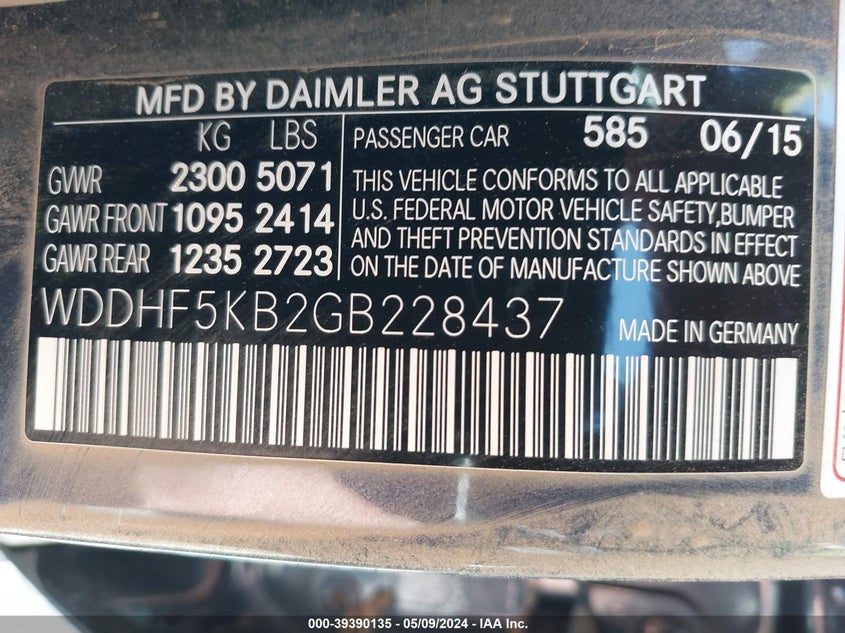 MFD BY DAIMLER AG STUTTGART
KG LBS
GVWR 2300 5071
GAWR FRONT 1095 2414
GAWR REAR 1235 2723
PASSENGER CAR 585 06/15
THIS VEHICLE CONFORMS TO ALL APPLICABLE
U.S. FEDERAL MOTOR VEHICLE SAFETY,BUMPER
AND THEFT PREVENTION STANDARDS IN EFFECT
ON THE DATE OF MANUFACTURE SHOWN ABOVE
WDDHF5KB2GB228437 MADE IN GERMANY
000-39390135 - 05/09/2024 - IAA Inc.